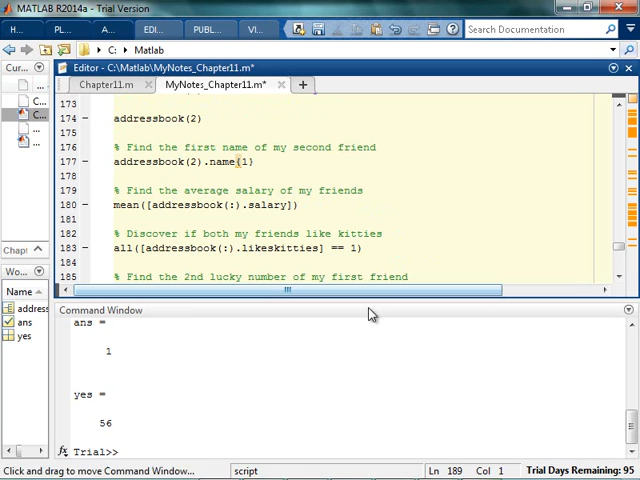 MATLAB R2014a - Trial Version
H...
P...
A...
EDI...
PUBL...
VI...
Search Documentation
C:
Matlab
Cur...
Editor - C:\Matlab\MyNotes_Chapter11.m*
...
C...
C...
...
...
Chapter11.m
MyNotes_Chapter11.m*
173
174 addressbook(2)
175
176 % Find the first name of my second friend
177 addressbook(2).name{1}
178
179 % Find the average salary of my friends
180 mean([addressbook(:).salary])
181
182 % Discover if both my friends like kitties
183 all([addressbook(:).likeskitties] == 1)
184
185 % Find the 2nd lucky number of my first friend
Chapt
Wo...
Name
address
ans
yes
Command Window
ans =
1
yes =
56
fx Trial>>
Click and drag to move Command Window...
script
Ln 189 Col 1
Trial Days Remaining: 95